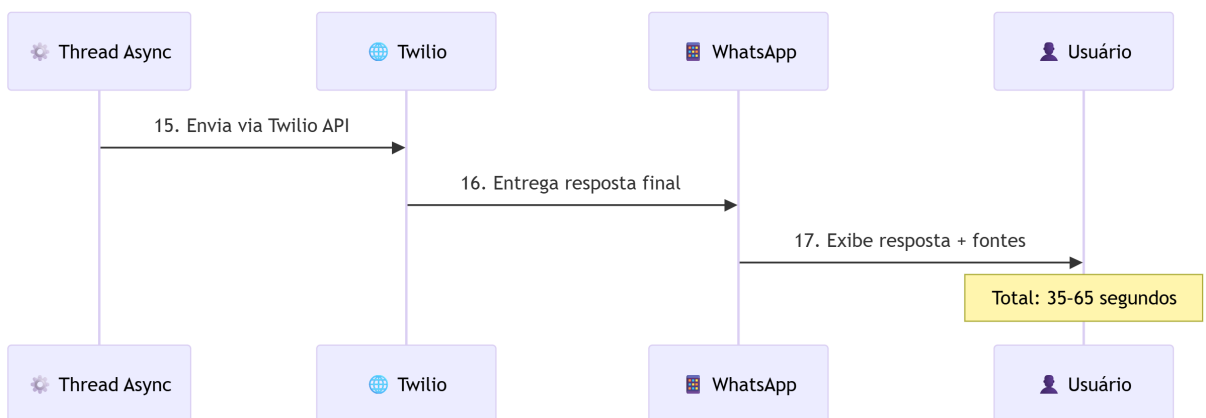 Thread Async
Twilio
WhatsApp
Usuário
15. Envia via Twilio API
16. Entrega resposta final
17. Exibe resposta + fontes
Total: 35-65 segundos
Thread Async
Twilio
WhatsApp
Usuário